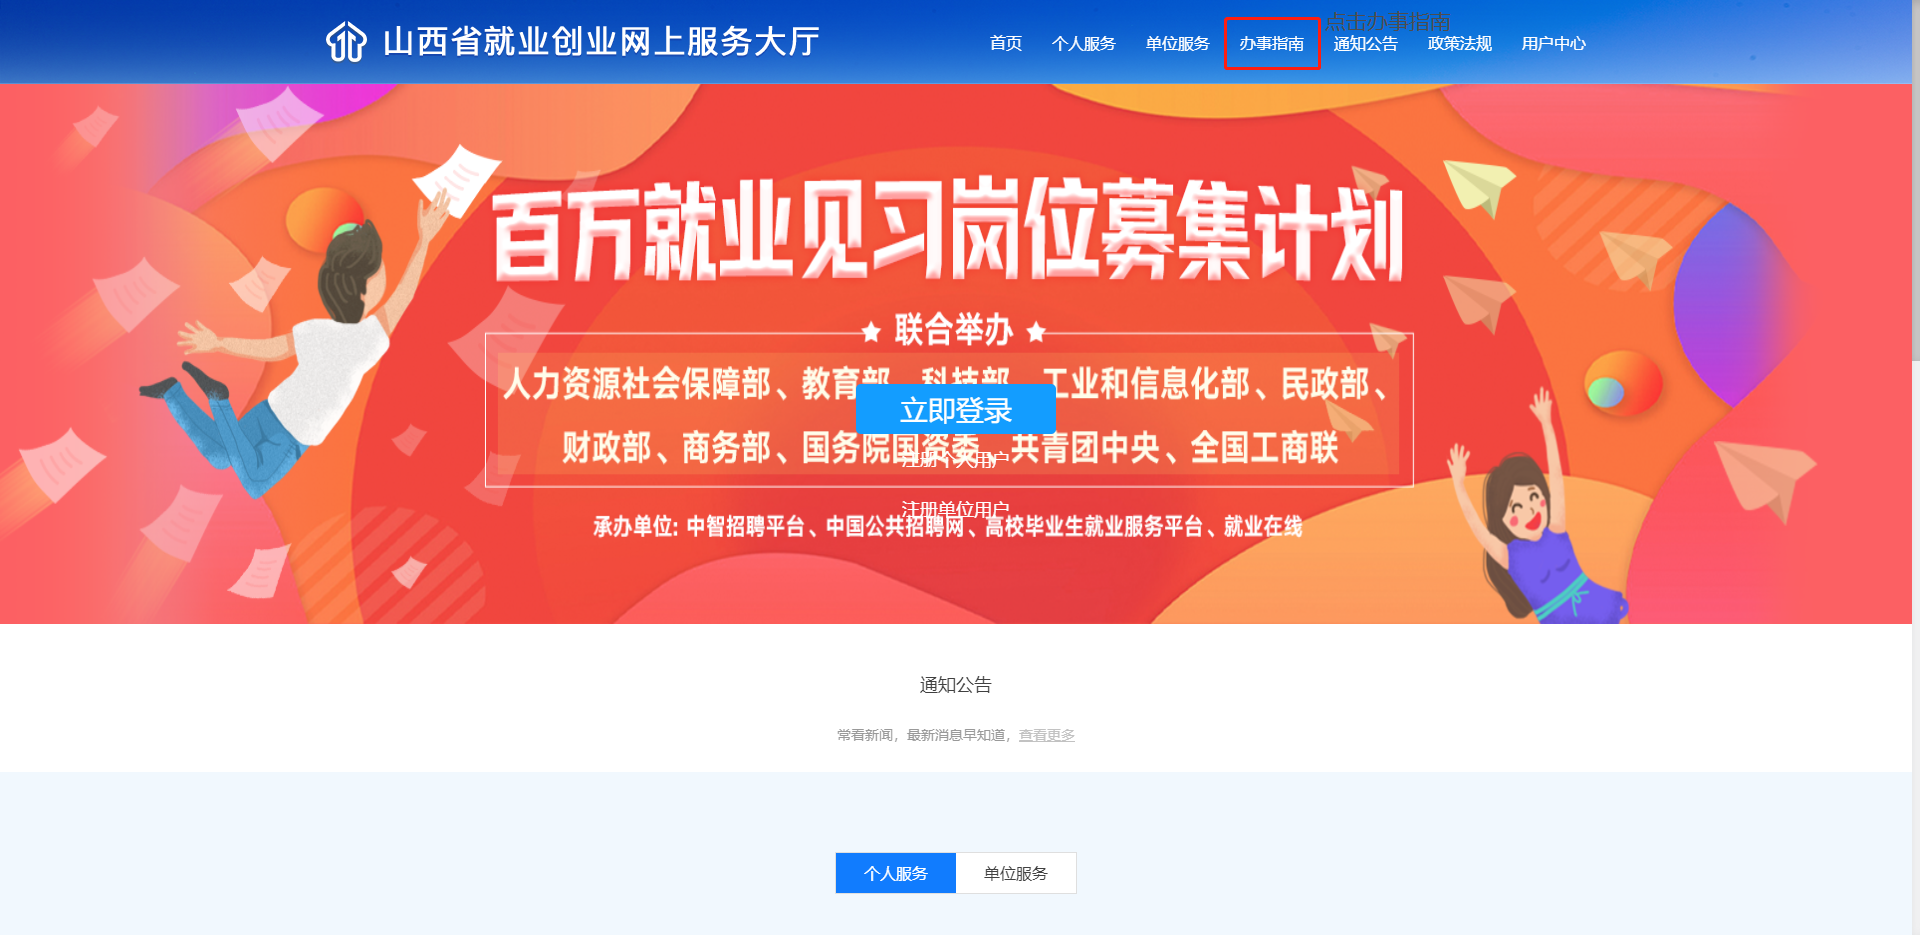 山西省就业创业网上服务大厅
首页 个人服务 单位服务 办事指南 通知公告 政策法规 用户中心
点击办事指南
百万就业见习岗位募集计划
联合举办
人力资源社会保障部、教育部、科技部、工业和信息化部、民政部、
立即登录
财政部、商务部、国务院国资委、共青团中央、全国工商联
注册个人用户
注册单位用户
承办单位: 中智招聘平台、中国公共招聘网、高校毕业生就业服务平台、就业在线
通知公告
常看新闻，最新消息早知道，查看更多
个人服务 单位服务